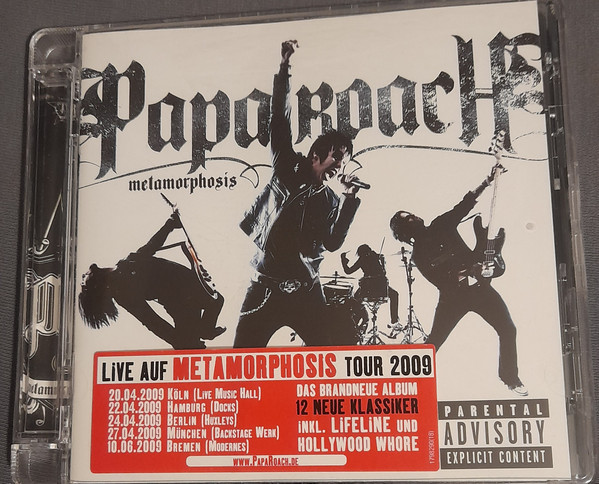 Papa Roach
metamorphosis
LiVE AUF METAMORPHOSIS TOUR 2009
20.04.2009 KÖLN (LIVE MUSIC HALL)
22.04.2009 HAMBURG (DOCKS)
24.04.2009 BERLIN (HUXLEYS)
27.04.2009 MÜNCHEN (BACKSTAGE WERK)
10.06.2009 BREMEN (MODERNES)
DAS BRANDNEUE ALBUM
12 NEUE KLASSIKER
INKL. LIFELINE UND
HOLLYWOOD WHORE
WWW.PAPAROACH.DE
PARENTAL
ADVISORY
EXPLICIT CONTENT